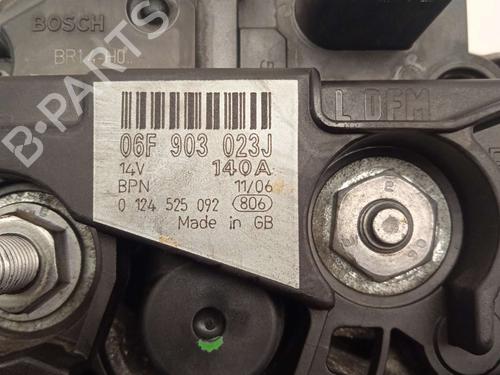 BOSCH
B-PARTS
L DFM
06F 903 023J
14V 140A
BPN 11/06
0 124 525 092 806
Made in GB